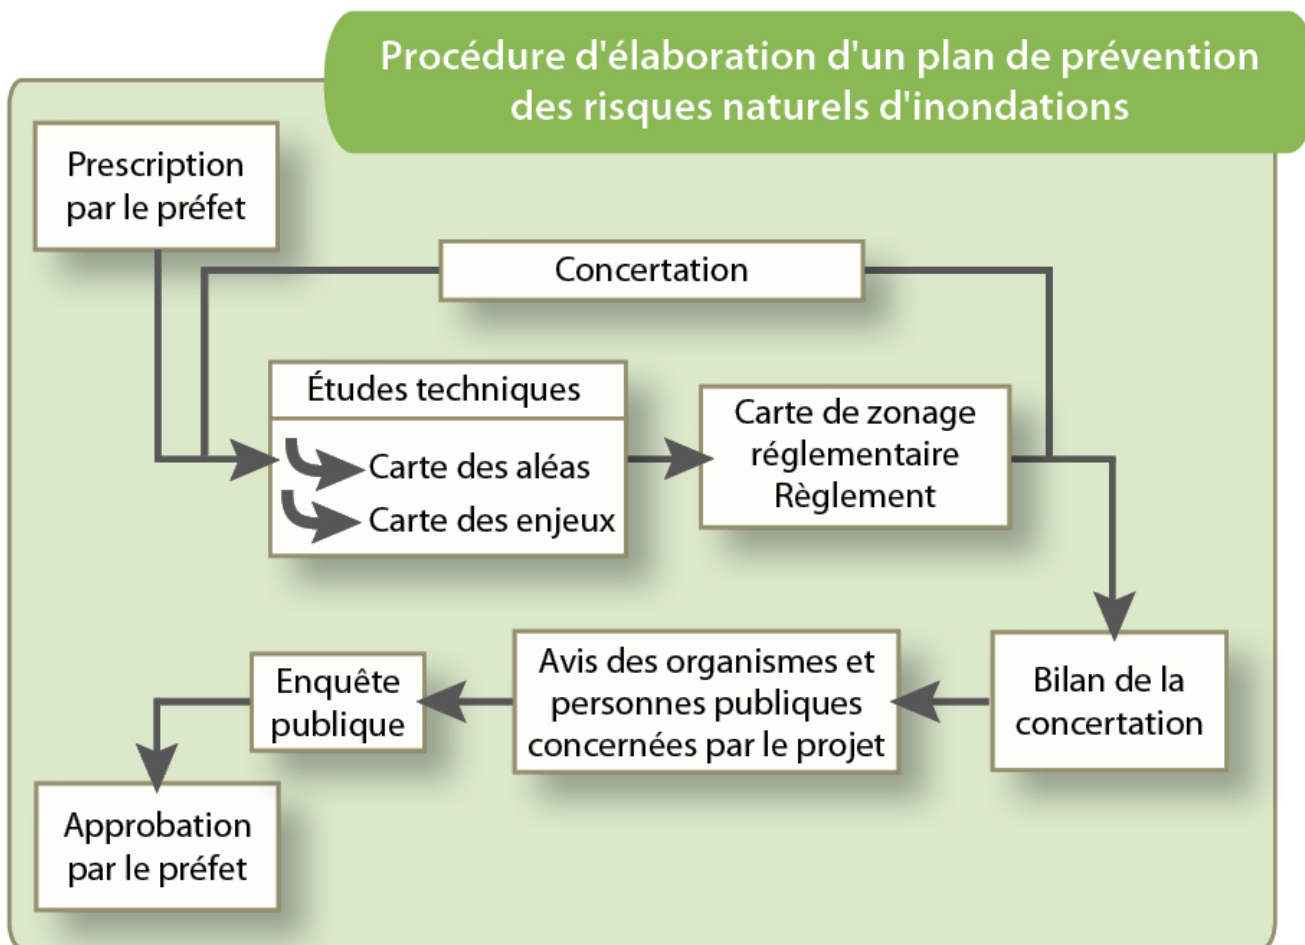 Procédure d'élaboration d'un plan de prévention
des risques naturels d'inondations
Prescription
par le préfet
Concertation
Études techniques
Carte des aléas
Carte des enjeux
Carte de zonage
réglementaire
Règlement
Bilan de la
concertation
Avis des organismes et
personnes publiques
concernées par le projet
Enquête
publique
Approbation
par le préfet